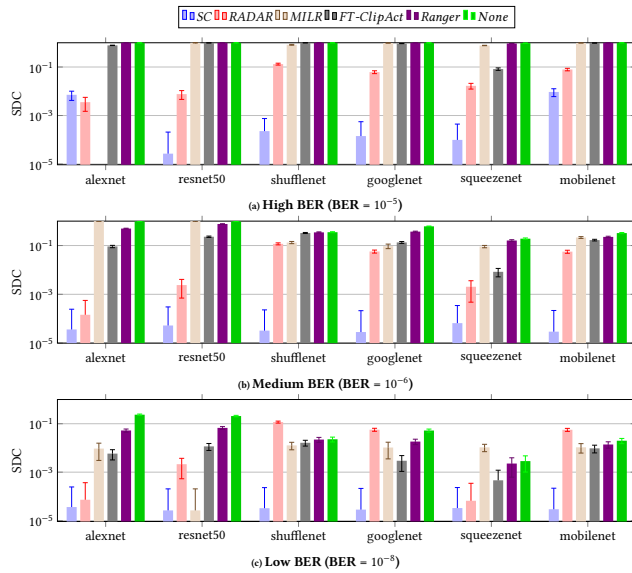 SC RADAR MILR FT-ClipAct Ranger None
SDC
10⁻¹
10⁻³
10⁻⁵
alexnet resnet50 shufflenet googlenet squeezenet mobilenet
(a) High BER (BER = 10⁻⁵)
SDC
10⁻¹
10⁻³
10⁻⁵
alexnet resnet50 shufflenet googlenet squeezenet mobilenet
(b) Medium BER (BER = 10⁻⁶)
SDC
10⁻¹
10⁻³
10⁻⁵
alexnet resnet50 shufflenet googlenet squeezenet mobilenet
(c) Low BER (BER = 10⁻⁸)